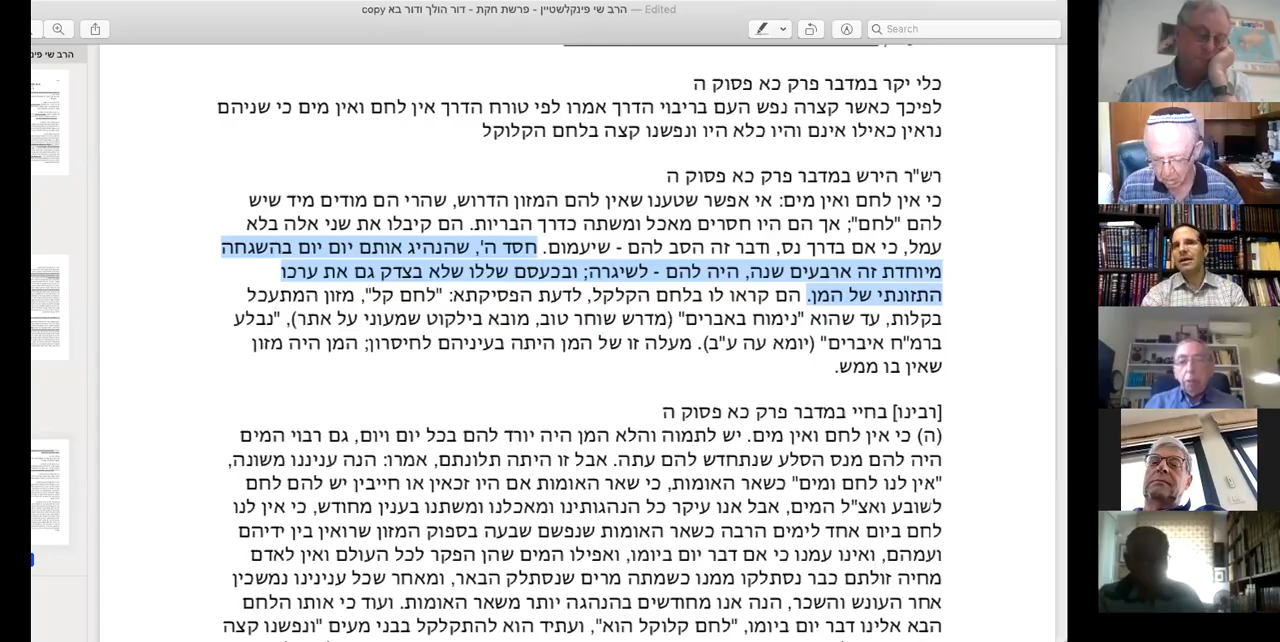 הרב שי פינקלשטיין - פרשת חקת - דור הולך ודור בא copy — Edited
Search
הרב שי פינ
כלי יקר במדבר פרק כא פסוק ה
לפיכך כאשר קצרה נפש העם בריבוי הדרך אמרו לפי טורח הדרך אין לחם ואין מים כי שניהם
נראין כאילו אינם והיו כלא היו ונפשנו קצה בלחם הקלוקל
רש"ר הירש במדבר פרק כא פסוק ה
כי אין לחם ואין מים: אי אפשר שטענו שאין להם המזון הדרוש, שהרי הם מודים מיד שיש
להם "לחם"; אך הם היו חסרים מאכל ומשתה כדרך הבריות. הם קיבלו את שני אלה בלא
עמל, כי אם בדרך נס, ודבר זה הסב להם - שיעמום. חסד ה', שהנהיג אותם יום יום בהשגחה
מיוחדת זה ארבעים שנה, היה להם - לשיגרה; ובכעסם שללו שלא בצדק גם את ערכו
התזונתי של המן. הם קראו לו בלחם הקלקל, לדעת הפסיקתא: "לחם קל", מזון המתעכל
בקלות, עד שהוא "נימוח באברים" (מדרש שוחר טוב, מובא בילקוט שמעוני על אתר), "נבלע
ברמ"ח איברים" (יומא עה ע"ב). מעלה זו של המן היתה בעיניהם לחיסרון; המן היה מזון
שאין בו ממש.
[רבינו] בחיי במדבר פרק כא פסוק ה
(ה) כי אין לחם ואין מים. יש לתמוה והלא המן היה יורד להם בכל יום ויום, גם רבוי המים
היה להם מנס הסלע שנתחדש להם עתה. אבל זו היתה תלונתם, אמרו: הנה ענינינו משונה,
"אין לנו לחם ומים" כשאר האומות, כי שאר האומות אם היו זכאין או חייבין יש להם לחם
לשובע ואצ"ל המים, אבל אנו עיקר כל הנהגותינו ומאכלנו ומשתנו בענין מחודש, כי אין לנו
לחם ביום אחד לימים הרבה כשאר האומות שנפשם שבעה בספוק המזון שרואין בין ידיהם
ועמהם, ואינו עמנו כי אם דבר יום ביומו, ואפילו המים שהן הפקר לכל העולם ואין לאדם
מחיה זולתם כבר נסתלקו ממנו כשמתה מרים שנסתלק הבאר, ומאחר שכל ענינינו נמשכין
אחר העונש והשכר, הנה אנו מחודשים בהנהגה יותר משאר האומות. ועוד כי אותו הלחם
הבא אלינו דבר יום ביומו, "לחם קלוקל הוא", ועתיד הוא להתקלקל בבני מעים "ונפשנו קצה